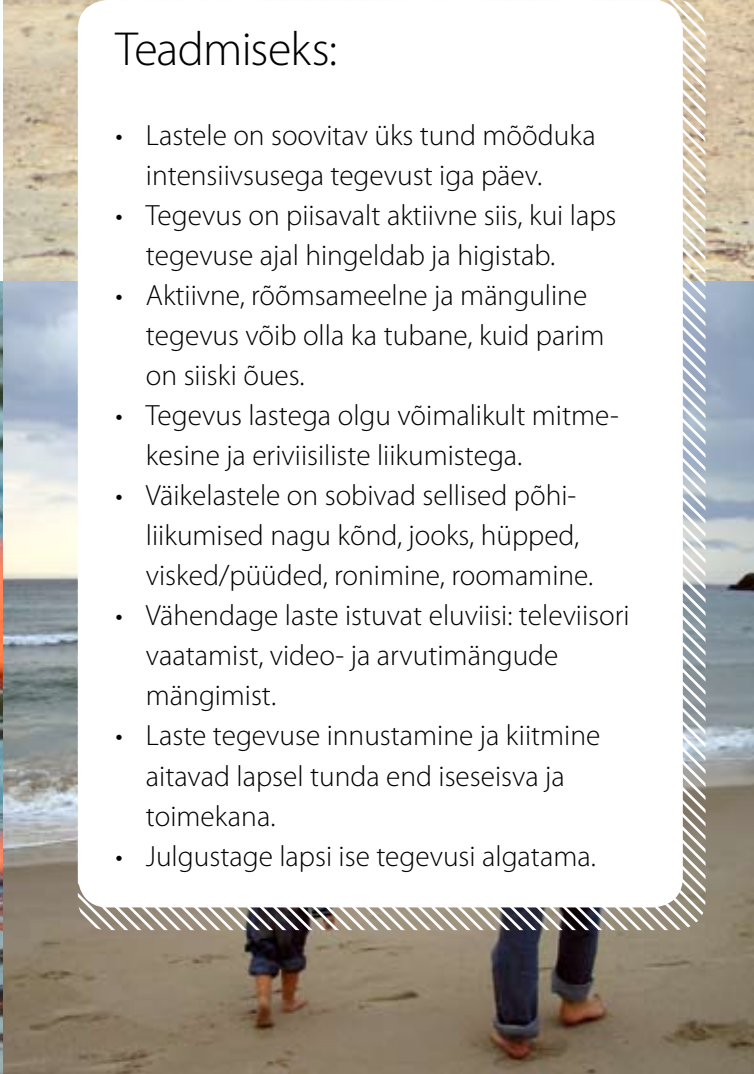 Teadmiseks:
• Lastele on soovitav üks tund mõõduka
intensiivsusega tegevust iga päev.
• Tegevus on piisavalt aktiivne siis, kui laps
tegevuse ajal hingeldab ja higistab.
• Aktiivne, rõõmsameelne ja mänguline
tegevus võib olla ka tubane, kuid parim
on siiski õues.
• Tegevus lastega olgu võimalikult mitme-
kesine ja eriviisiliste liikumistega.
• Väikelastele on sobivad sellised põhi-
liikumised nagu kõnd, jooks, hüpped,
visked/püüded, ronimine, roomamine.
• Vähendage laste istuvat eluviisi: televiisori
vaatamist, video- ja arvutimängude
mängimist.
• Laste tegevuse innustamine ja kiitmine
aitavad lapsel tunda end iseseisva ja
toimekana.
• Julgustage lapsi ise tegevusi algatama.